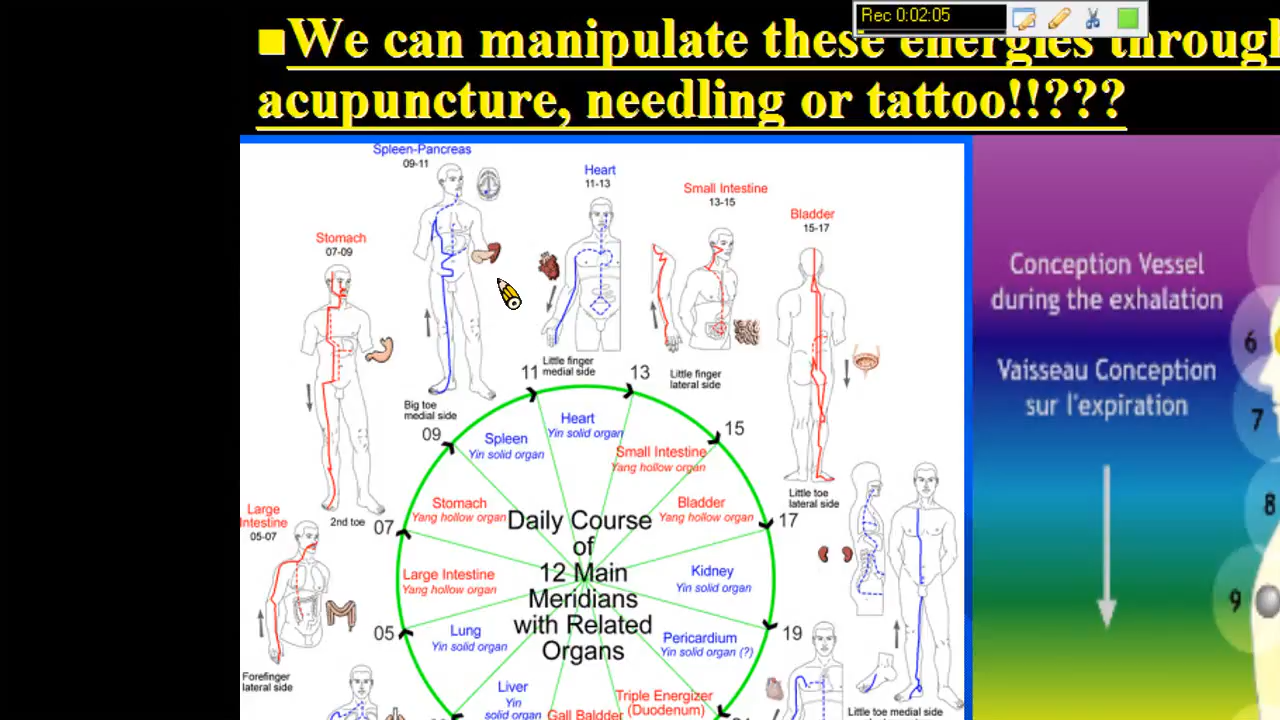 Rec 0:02:05
■We can manipulate these energies through
acupuncture, needling or tattoo!!???
Spleen-Pancreas
09-11
Heart
11-13
Small Intestine
13-15
Bladder
15-17
Stomach
07-09
Conception Vessel
during the exhalation
Vaisseau Conception
sur l'expiration
6
7
8
9
Little finger
medial side
Little finger
lateral side
Big toe
medial side
Little toe
lateral side
2nd toe
Large
Intestine
05-07
Forefinger
lateral side
Little toe medial side
11
13
09
15
07
17
05
19
Heart
Yin solid organ
Spleen
Yin solid organ
Small Intestine
Yang hollow organ
Stomach
Yang hollow organ
Bladder
Yang hollow organ
Large Intestine
Yang hollow organ
Kidney
Yin solid organ
Lung
Yin solid organ
Pericardium
Yin solid organ (?)
Liver
Yin
solid organ
Gall Baldder
Triple Energizer
(Duodenum)
Daily Course
of
12 Main
Meridians
with Related
Organs